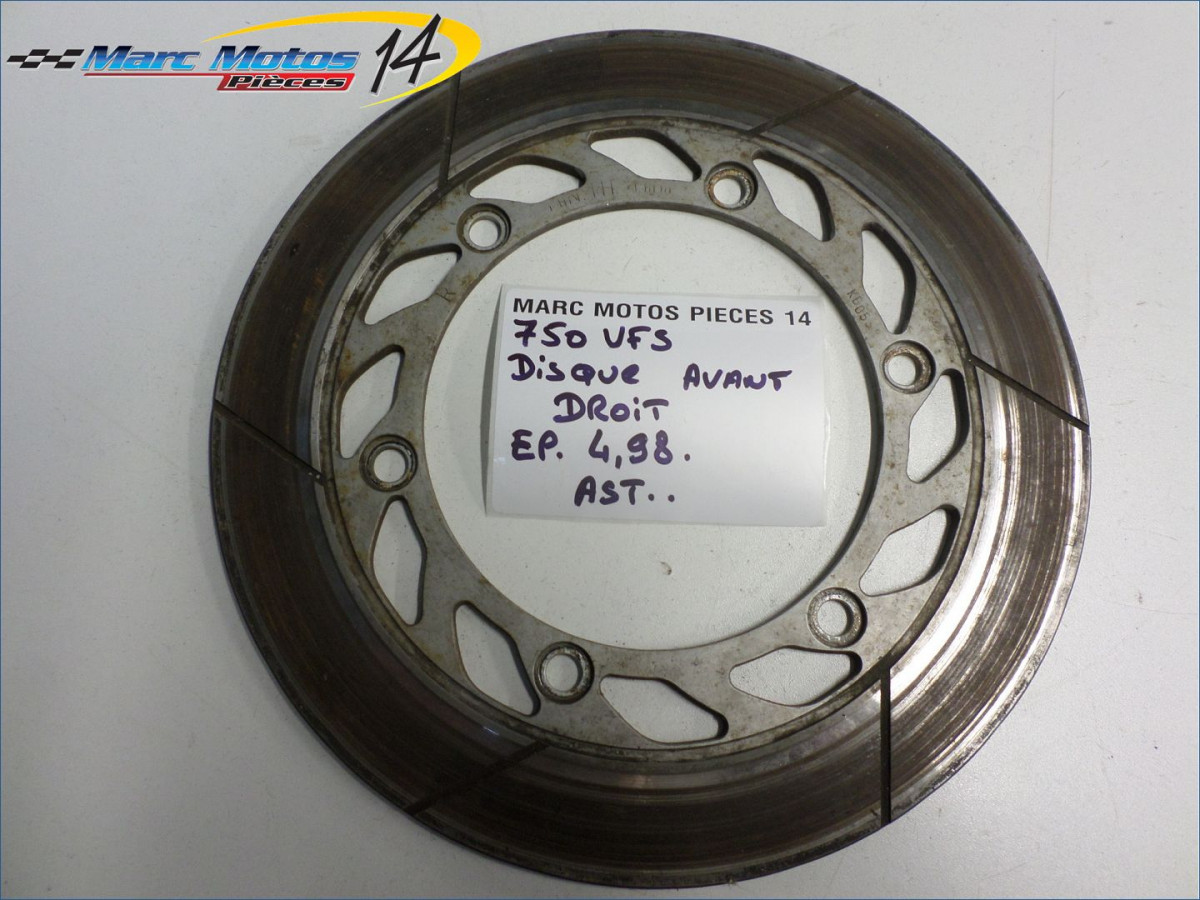 Marc Motos 14
Pièces
MARC MOTOS PIECES 14
750 VFS
DisQUE AVANT
DROiT
EP. 4,98.
AST..
R